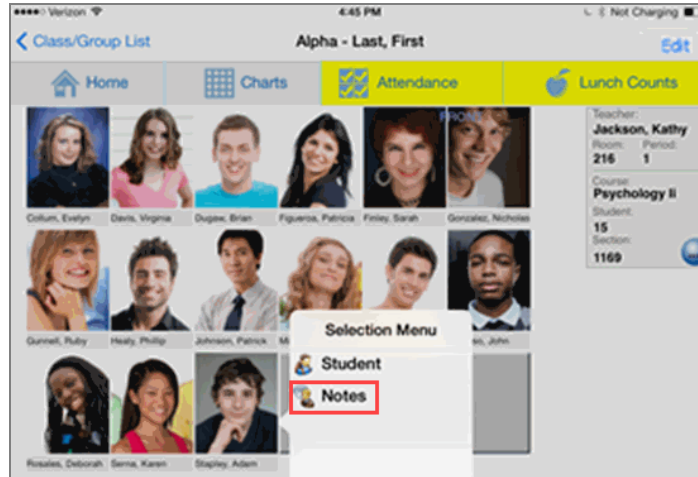 Verizon 4:45 PM Not Charging
Class/Group List Alpha - Last, First Edit
Home Charts Attendance Lunch Counts
Teacher:
Jackson, Kathy
Room: Period:
216 1
Course:
Psychology Ii
Student:
15
Section:
1169
Collum, Evelyn Davis, Virginia Dugaw, Brian Figueroa, Patricia Finley, Sarah Gonzalez, Nicholas
Gunnell, Ruby Healy, Phillip Johnson, Patrick John
Selection Menu
Student
Notes
Rosales, Deborah Serna, Karen Stapley, Adam